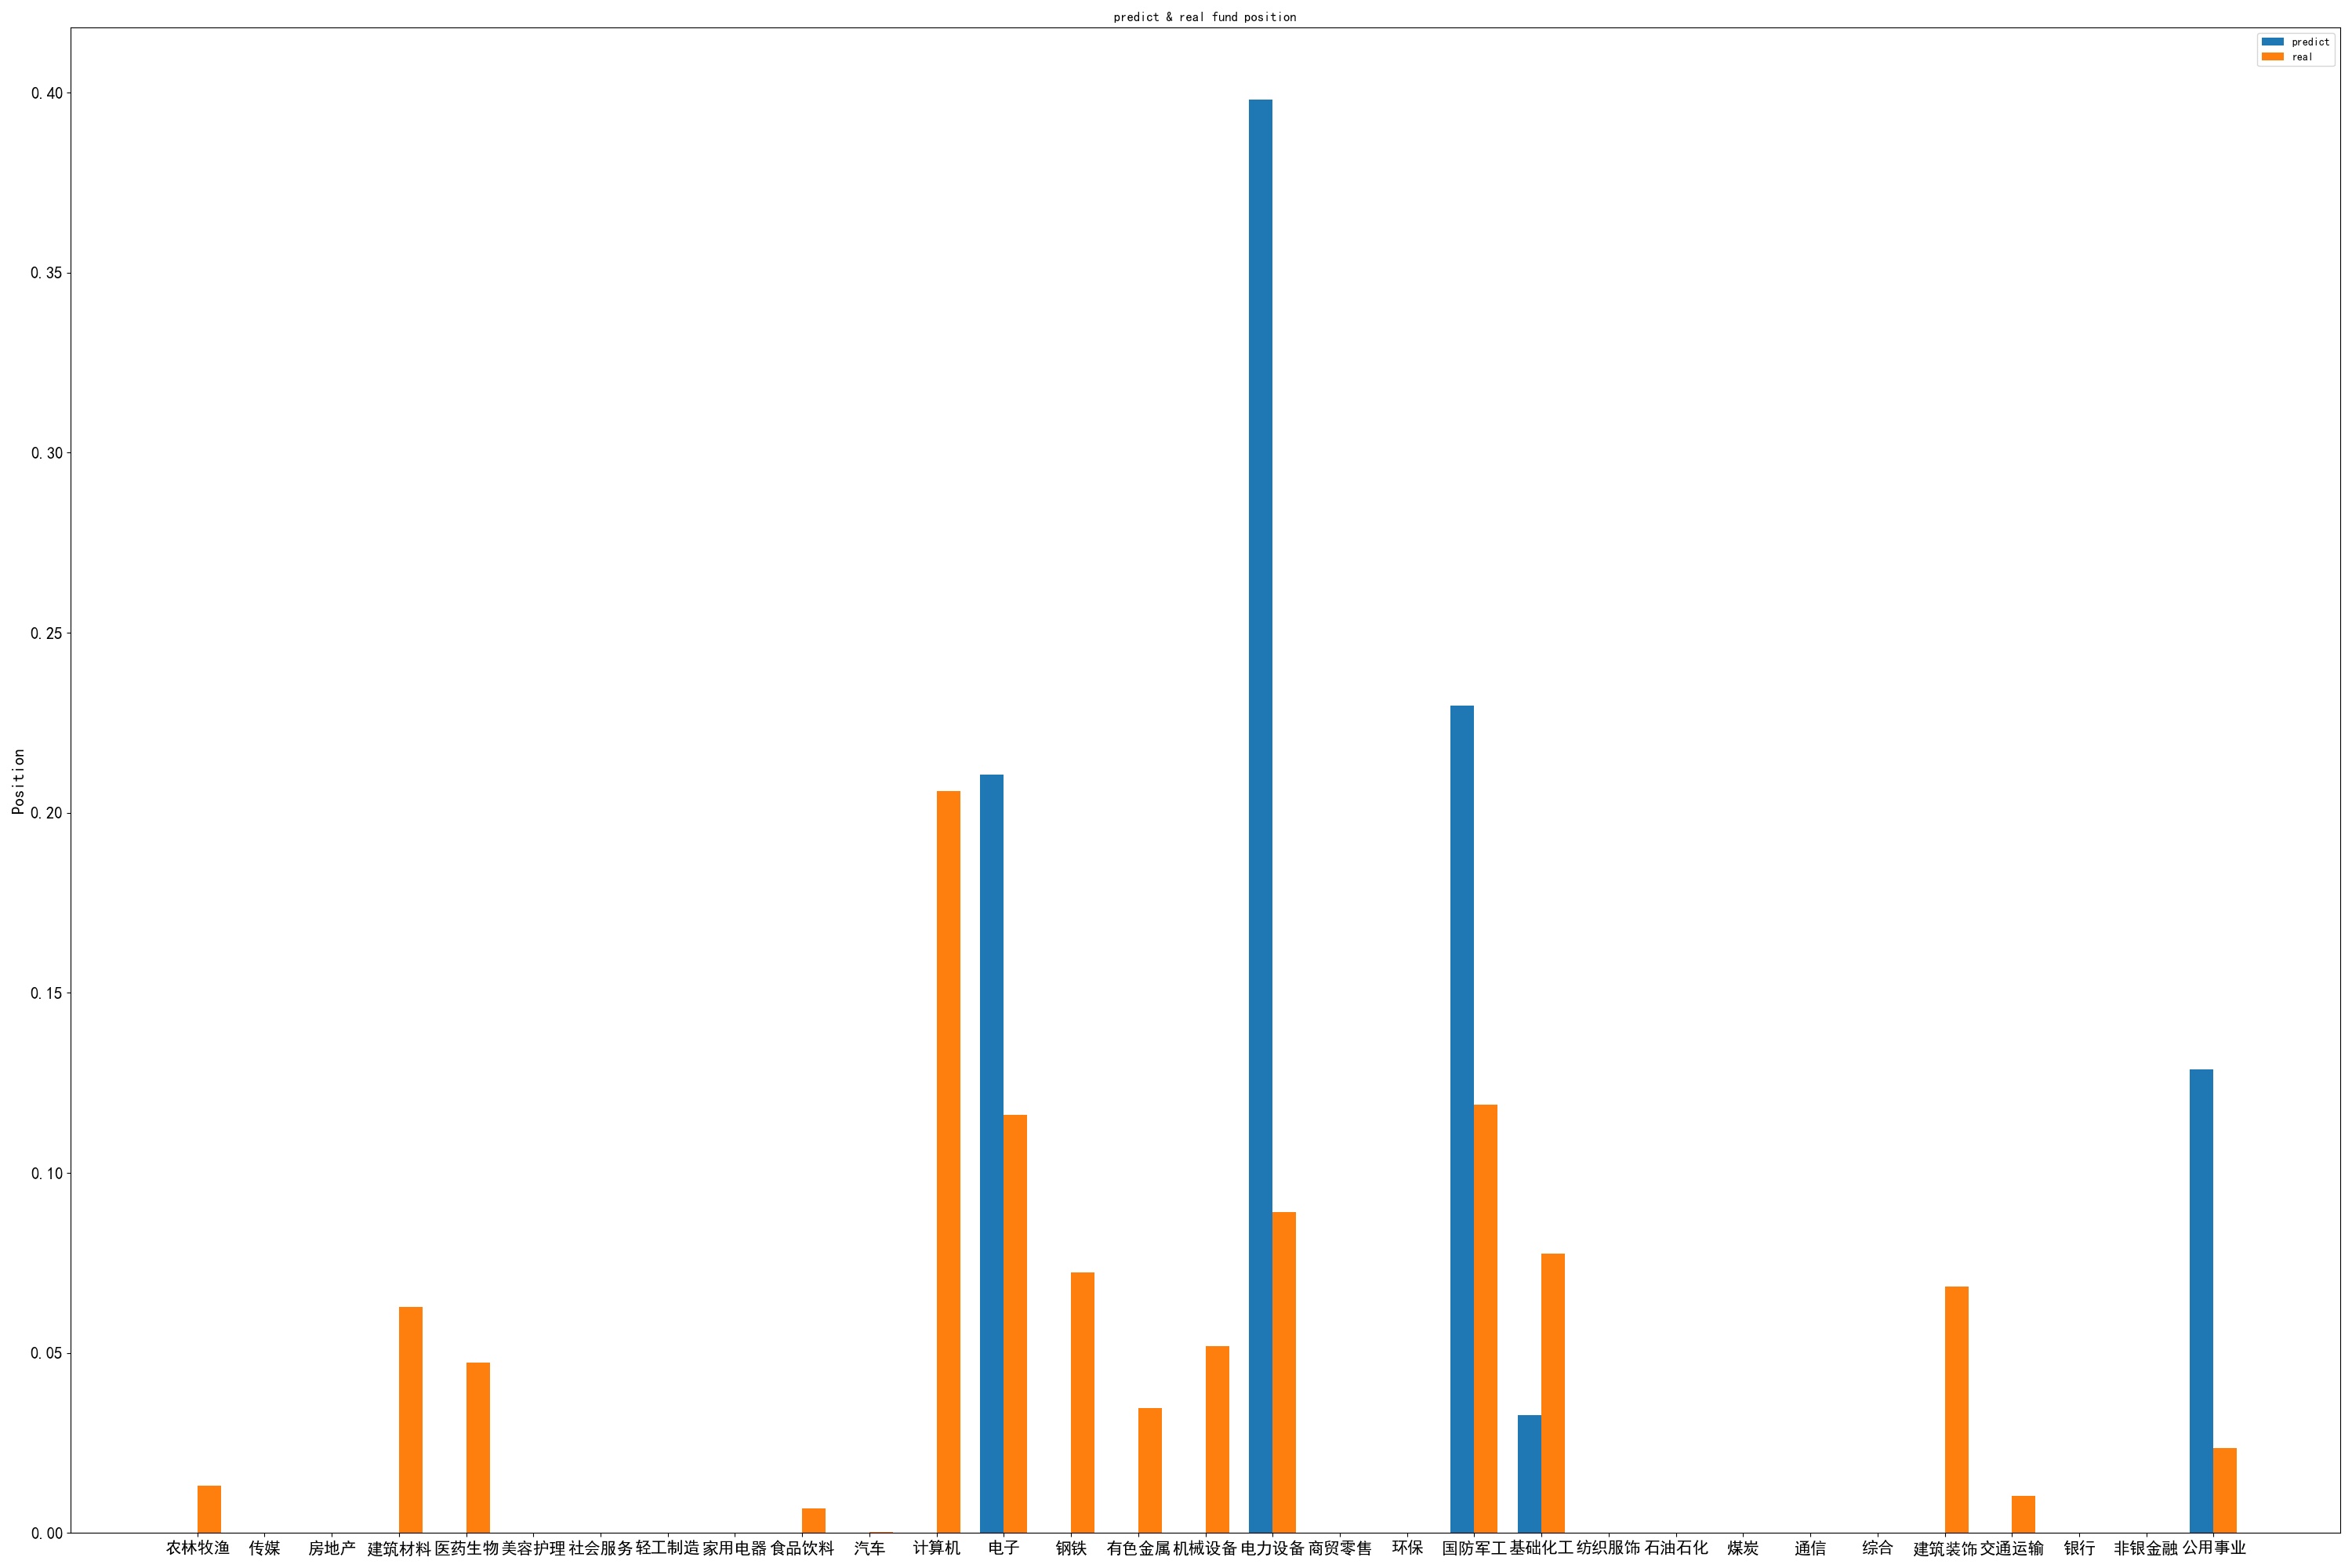 predict & real fund position
predict
real
0.40
0.35
0.30
0.25
0.20
0.15
0.10
0.05
0.00
Position
农林牧渔 传媒 房地产 建筑材料 医药生物 美容护理 社会服务 轻工制造 家用电器 食品饮料 汽车 计算机 电子 钢铁 有色金属 机械设备 电力设备 商贸零售 环保 国防军工 基础化工 纺织服饰 石油石化 煤炭 通信 综合 建筑装饰 交通运输 银行 非银金融 公用事业